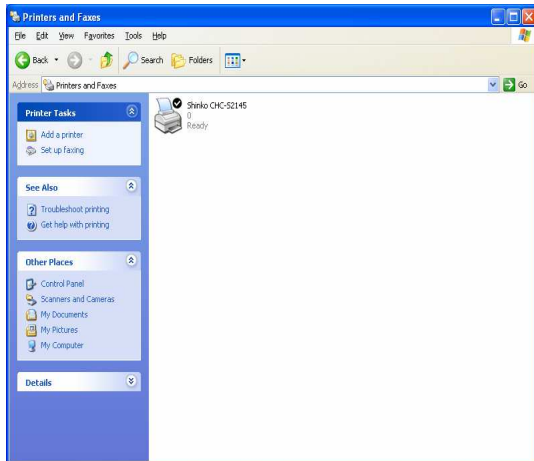 Printers and Faxes
File Edit View Favorites Tools Help
Back Search Folders
Address Printers and Faxes Go
Printer Tasks
Add a printer
Set up faxing
See Also
Troubleshoot printing
Get help with printing
Other Places
Control Panel
Scanners and Cameras
My Documents
My Pictures
My Computer
Details
Shinko CHC-S2145
0
Ready